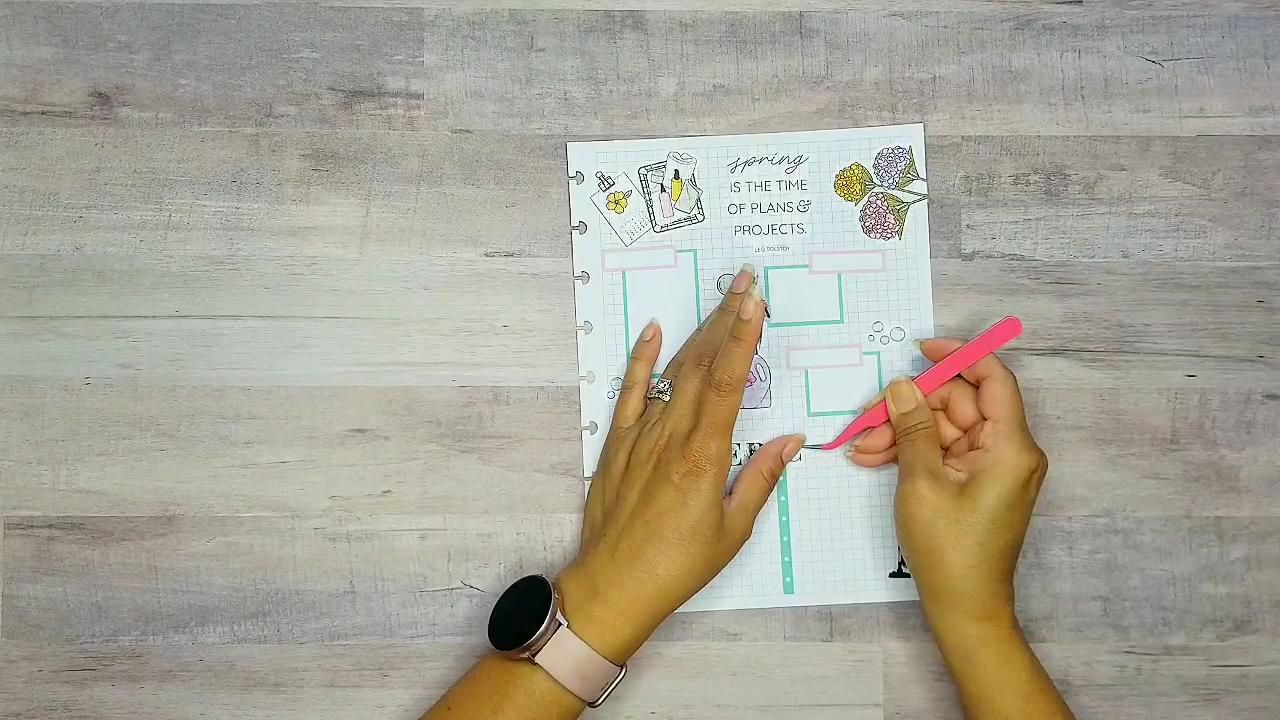 spring
IS THE TIME
OF PLANS &
PROJECTS.
LEO TOLSTOY